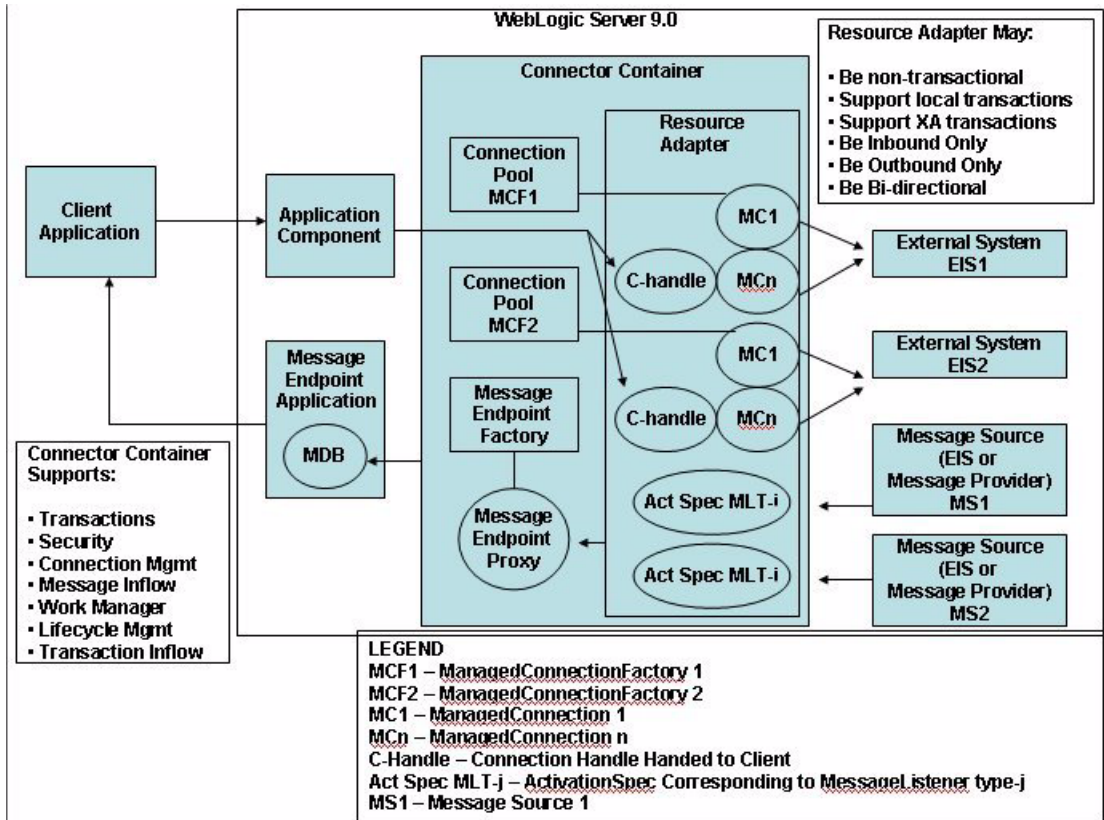 WebLogic Server 9.0
Resource Adapter May:
▪ Be non-transactional
▪ Support local transactions
▪ Support XA transactions
▪ Be Inbound Only
▪ Be Outbound Only
▪ Be Bi-directional
Connector Container
Resource
Adapter
Connection
Pool
MCF1
Client
Application
Application
Component
MC1
External System
EIS1
C-handle
MCn
Connection
Pool
MCF2
MC1
External System
EIS2
Message
Endpoint
Application
MDB
Message
Endpoint
Factory
C-handle
MCn
Message Source
(EIS or
Message Provider)
MS1
Connector Container
Supports:
▪ Transactions
▪ Security
▪ Connection Mgmt
▪ Message Inflow
▪ Work Manager
▪ Lifecycle Mgmt
▪ Transaction Inflow
Message
Endpoint
Proxy
Act Spec MLT-i
Act Spec MLT-i
Message Source
(EIS or
Message Provider)
MS2
LEGEND
MCF1 – ManagedConnectionFactory 1
MCF2 – ManagedConnectionFactory 2
MC1 – ManagedConnection 1
MCn – ManagedConnection n
C-Handle – Connection Handle Handed to Client
Act Spec MLT-j – ActivationSpec Corresponding to MessageListener type-j
MS1 – Message Source 1